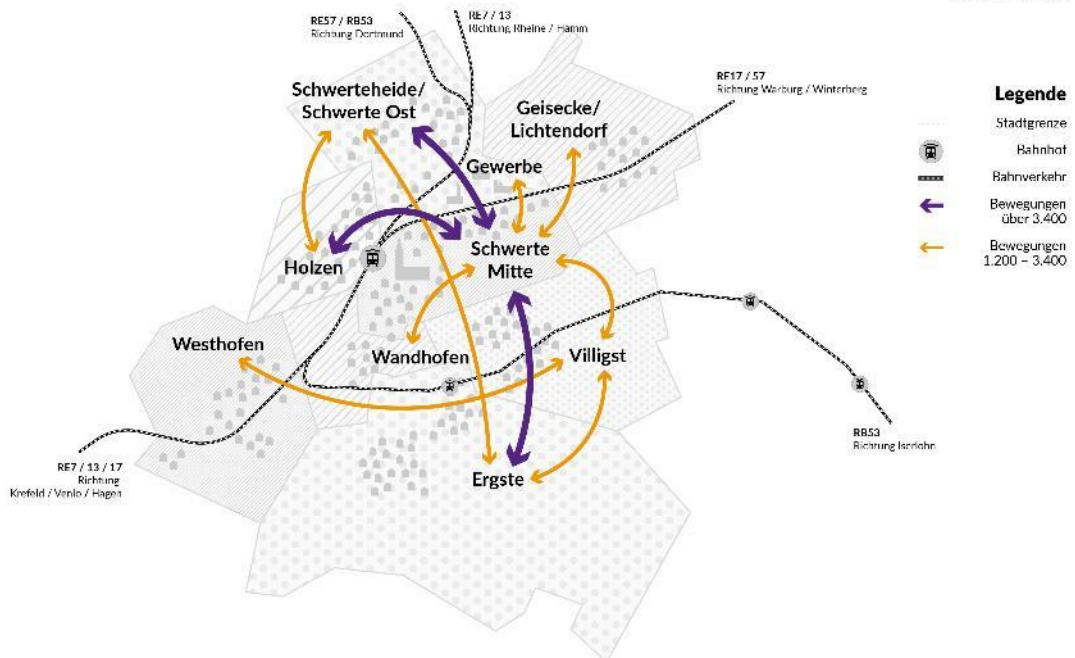 RE57 / RB53
Richtung Dortmund
RE7 / 13
Richtung Rheine / Hamm
RE17 / 57
Richtung Warburg / Winterberg
Schwerteheide/
Schwerte Ost
Geisecke/
Lichtendorf
Gewerbe
Schwerte
Mitte
Holzen
Westhofen
Wandhofen
Villigst
Ergste
RB53
Richtung Iserlohn
RE7 / 13 / 17
Richtung
Krefeld / Venlo / Hagen
Legende
Stadtgrenze
Bahnhof
Bahnverkehr
Bewegungen
über 3.400
Bewegungen
1.200 – 3.400